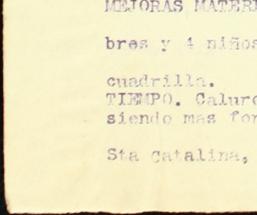 MEJORAS MATER
bres y 4 niños
cuadrilla.
TIEMPO. Calur
siendo mas for
Sta Catalina,